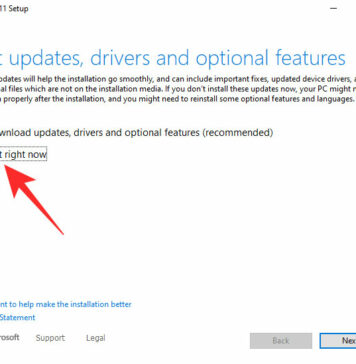 11 Setup
t updates, drivers and optional features
pdates will help the installation go smoothly, and can include important fixes, updated device drivers, a
al files which are not on the installation media. If you don't install these updates now, your PC might n
n properly after the installation, and you might need to reinstall some optional features and languages.
ownload updates, drivers and optional features (recommended)
t right now
nt to help make the installation better
Statement
rosoft Support Legal
Back Nex